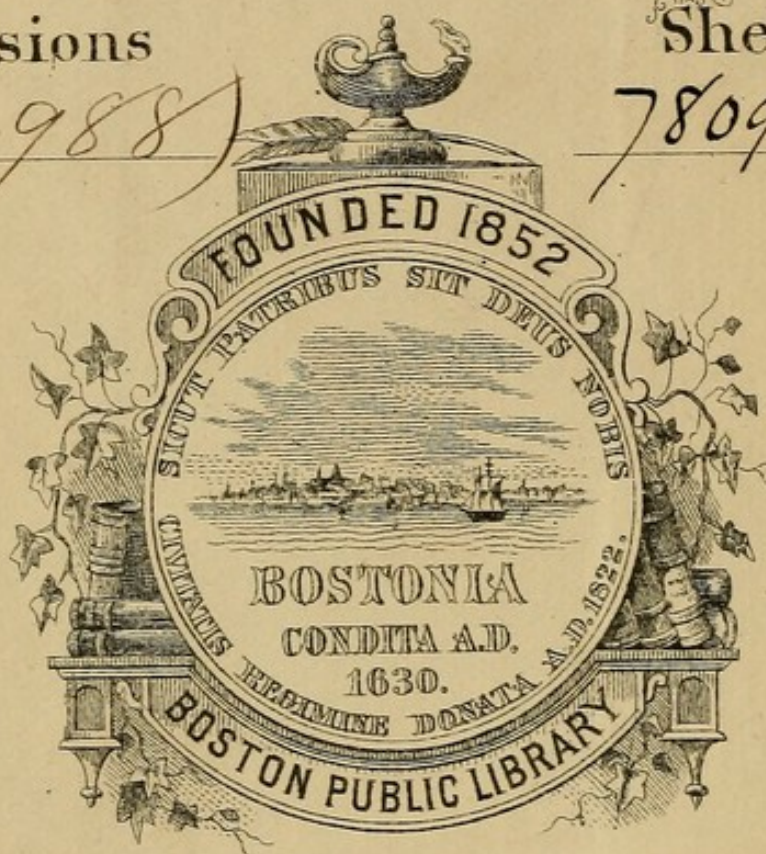 sions
She
988
7809
FOUNDED 1852
SICUT PATRIBUS SIT DEUS NOBIS
CIVITATIS REGIMINE DONATA A.D. 1822.
BOSTONIA
CONDITA A.D.
1630.
BOSTON PUBLIC LIBRARY